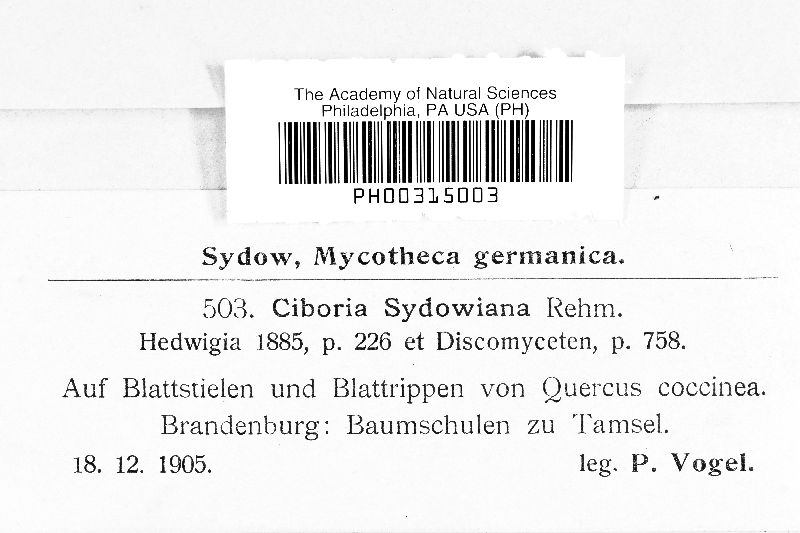 The Academy of Natural Sciences
Philadelphia, PA USA (PH)
PH00315003
Sydow, Mycotheca germanica.
503. Ciboria Sydowiana Rehm.
Hedwigia 1885, p. 226 et Discomyceten, p. 758.
Auf Blattstielen und Blattrippen von Quercus coccinea.
Brandenburg: Baumschulen zu Tamsel.
18. 12. 1905. leg. P. Vogel.